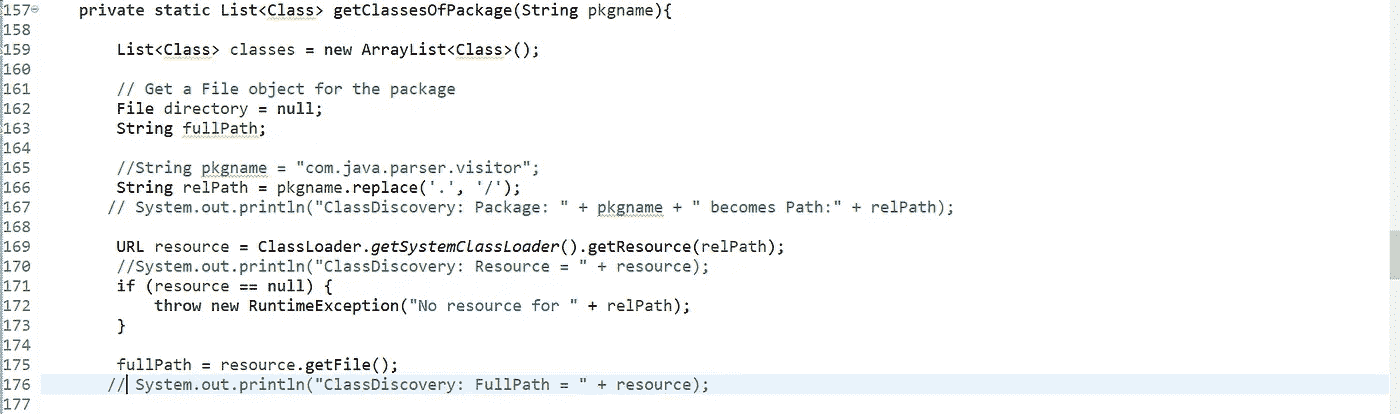 157 private static List<Class> getClassesOfPackage(String pkgname){
158
159 List<Class> classes = new ArrayList<Class>();
160
161 // Get a File object for the package
162 File directory = null;
163 String fullPath;
164
165 //String pkgname = "com.java.parser.visitor";
166 String relPath = pkgname.replace('.', '/');
167 // System.out.println("ClassDiscovery: Package: " + pkgname + " becomes Path:" + relPath);
168
169 URL resource = ClassLoader.getSystemClassLoader().getResource(relPath);
170 //System.out.println("ClassDiscovery: Resource = " + resource);
171 if (resource == null) {
172 throw new RuntimeException("No resource for " + relPath);
173 }
174
175 fullPath = resource.getFile();
176 // System.out.println("ClassDiscovery: FullPath = " + resource);
177